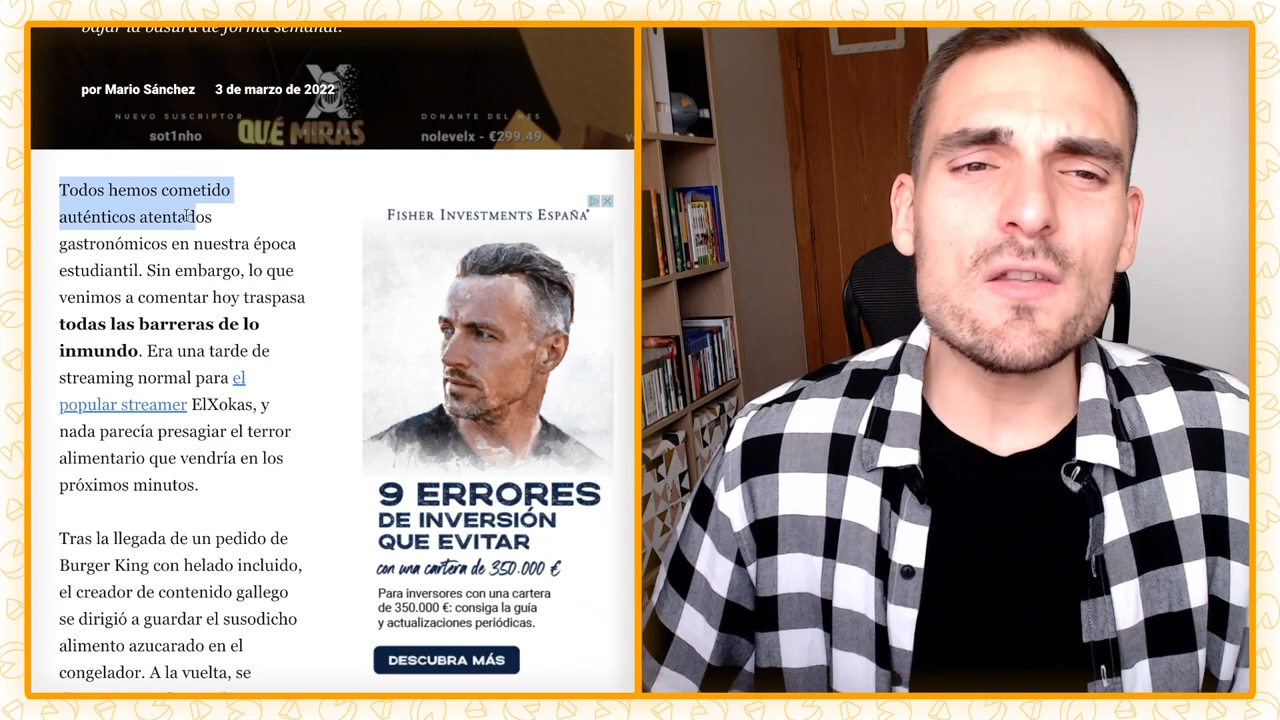 bajar la basura de forma semanal.
por Mario Sánchez 3 de marzo de 2022
NUEVO SUSCRIPTOR
sot1nho
QUÉ MIRAS
ELXOKAS
DONANTE DEL MES
nolevelx - €299.49
Todos hemos cometido
auténticos atentados
gastronómicos en nuestra época
estudiantil. Sin embargo, lo que
venimos a comentar hoy traspasa
todas las barreras de lo
inmundo. Era una tarde de
streaming normal para el
popular streamer ElXokas, y
nada parecía presagiar el terror
alimentario que vendría en los
próximos minutos.
Tras la llegada de un pedido de
Burger King con helado incluido,
el creador de contenido gallego
se dirigió a guardar el susodicho
alimento azucarado en el
congelador. A la vuelta, se
FISHER INVESTMENTS ESPAÑA®
9 ERRORES
DE INVERSIÓN
QUE EVITAR
con una cartera de 350.000 €
Para inversores con una cartera
de 350.000 €: consiga la guía
y actualizaciones periódicas.
DESCUBRA MÁS